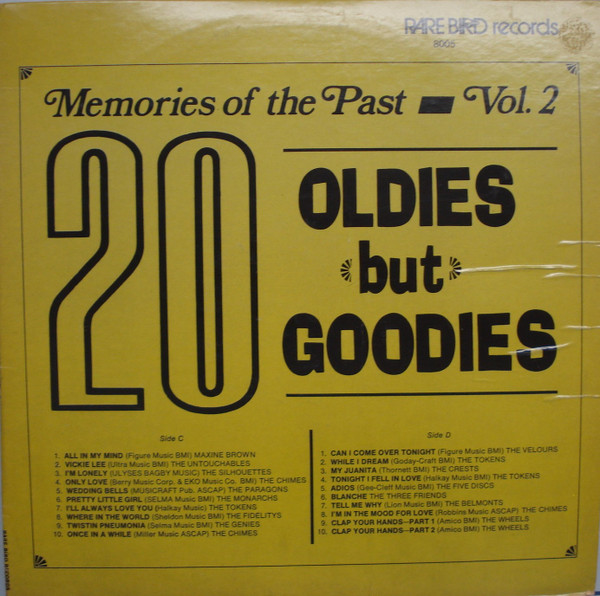 RARE BIRD records
8005
Memories of the Past - Vol. 2
20
OLDIES
but
GOODIES
Side C
1. ALL IN MY MIND (Figure Music BMI) MAXINE BROWN
2. VICKIE LEE (Ultra Music BMI) THE UNTOUCHABLES
3. I'M LONELY (ULYSES BAGBY MUSIC) THE SILHOUETTES
4. ONLY LOVE (Berry Music Corp. & EKO Music Co. BMI) THE CHIMES
5. WEDDING BELLS (MUSICRAFT Pub. ASCAP) THE PARAGONS
6. PRETTY LITTLE GIRL (SELMA Music BMI) THE MONARCHS
7. I'LL ALWAYS LOVE YOU (Halkay Music) THE TOKENS
8. WHERE IN THE WORLD (Sheldon Music BMI) THE FIDELITYS
9. TWISTIN PNEUMONIA (Selma Music BMI) THE GENIES
10. ONCE IN A WHILE (Miller Music ASCAP) THE CHIMES
Side D
1. CAN I COME OVER TONIGHT (Figure Music BMI) THE VELOURS
2. WHILE I DREAM (Goday-Craft BMI) THE TOKENS
3. MY JUANITA (Thornett BMI) THE CRESTS
4. TONIGHT I FELL IN LOVE (Halkay Music BMI) THE TOKENS
5. ADIOS (Gee-Cleft Music BMI) THE FIVE DISCS
6. BLANCHE THE THREE FRIENDS
7. TELL ME WHY (Lion Music BMI) THE BELMONTS
8. I'M IN THE MOOD FOR LOVE (Robbins Music ASCAP) THE CHIMES
9. CLAP YOUR HANDS—PART 1 (Amico BMI) THE WHEELS
10. CLAP YOUR HANDS—PART 2 (Amico BMI) THE WHEELS
RARE BIRD RECORDS